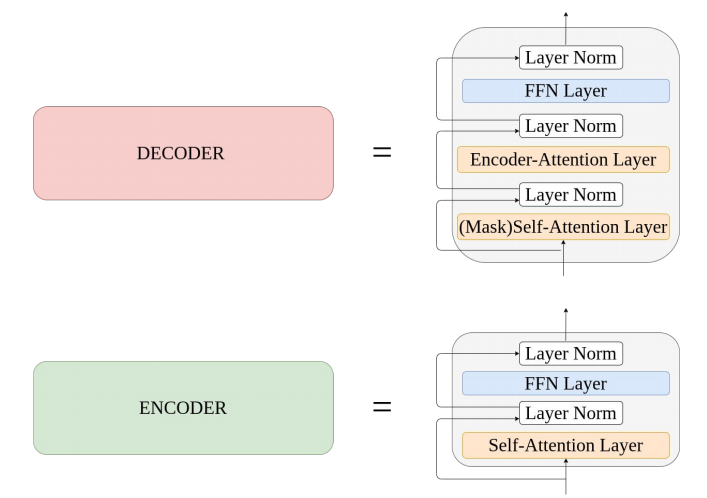 DECODER
=
Layer Norm
FFN Layer
Layer Norm
Encoder-Attention Layer
Layer Norm
(Mask)Self-Attention Layer
ENCODER
=
Layer Norm
FFN Layer
Layer Norm
Self-Attention Layer